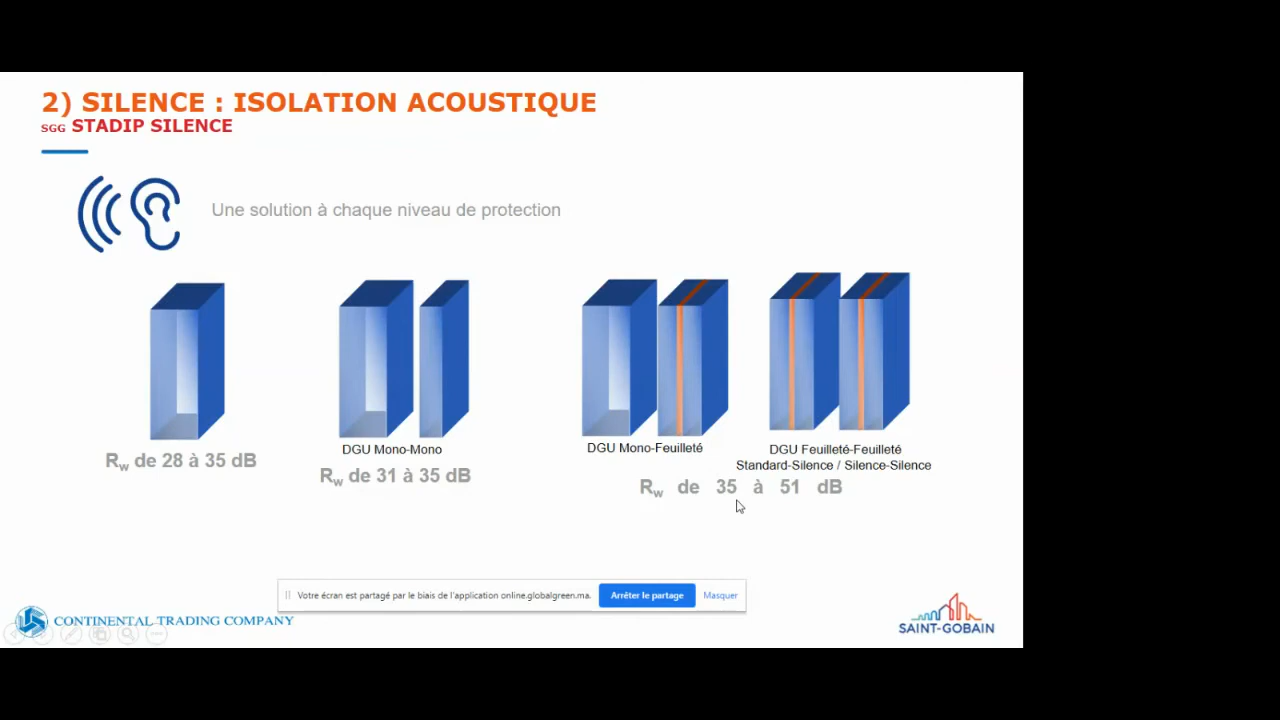 2) SILENCE : ISOLATION ACOUSTIQUE
SGG STADIP SILENCE
Une solution à chaque niveau de protection
Rw de 28 à 35 dB
DGU Mono-Mono
Rw de 31 à 35 dB
DGU Mono-Feuilleté
DGU Feuilleté-Feuilleté
Standard-Silence / Silence-Silence
Rw de 35 à 51 dB
Votre écran est partagé par le biais de l'application online.globalgreen.ma.
Arrêter le partage
Masquer
CONTINENTAL TRADING COMPANY
SAINT-GOBAIN